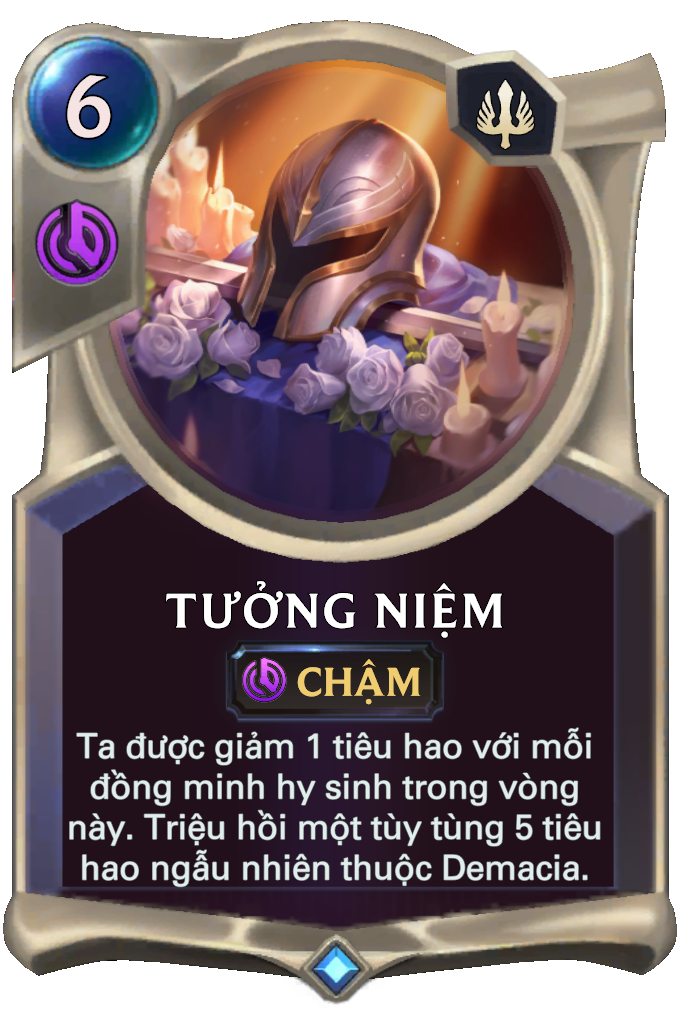 6
TƯỞNG NIỆM
CHẬM
Ta được giảm 1 tiêu hao với mỗi
đồng minh hy sinh trong vòng
này. Triệu hồi một tùy tùng 5 tiêu
hao ngẫu nhiên thuộc Demacia.